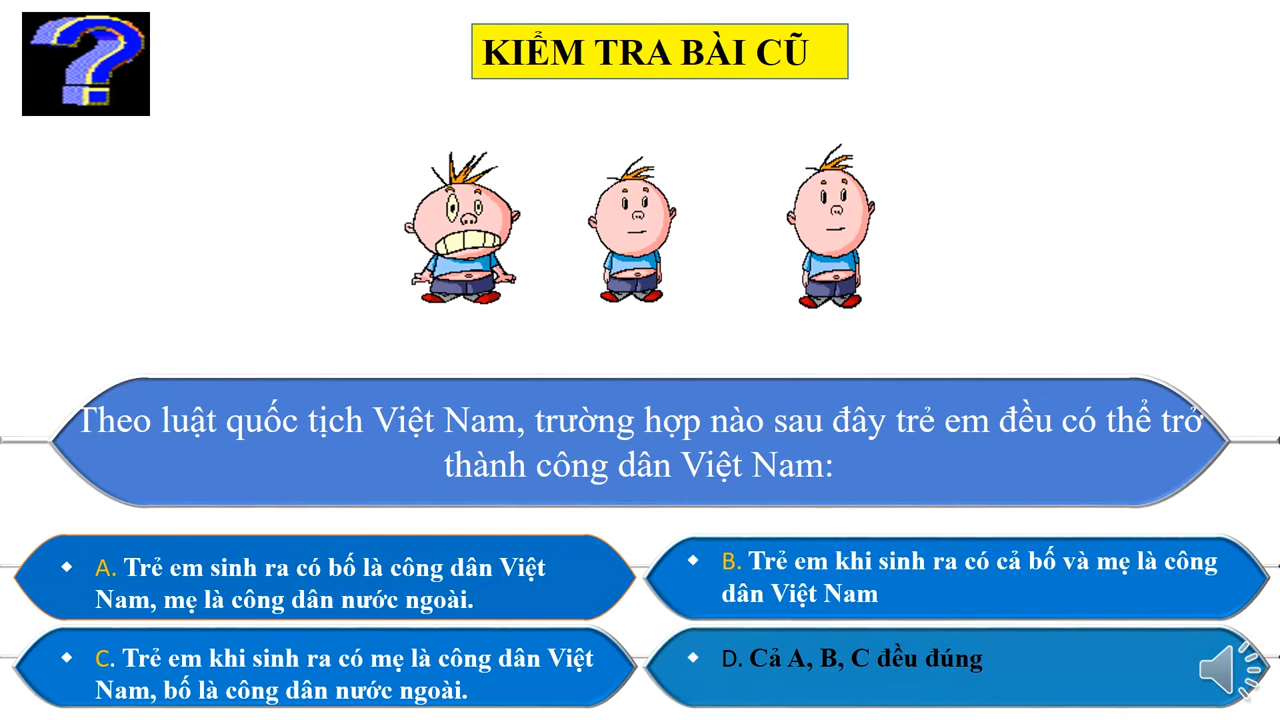 KIỂM TRA BÀI CŨ
Theo luật quốc tịch Việt Nam, trường hợp nào sau đây trẻ em đều có thể trở
thành công dân Việt Nam:
A. Trẻ em sinh ra có bố là công dân Việt
Nam, mẹ là công dân nước ngoài.
B. Trẻ em khi sinh ra có cả bố và mẹ là công
dân Việt Nam
C. Trẻ em khi sinh ra có mẹ là công dân Việt
Nam, bố là công dân nước ngoài.
D. Cả A, B, C đều đúng